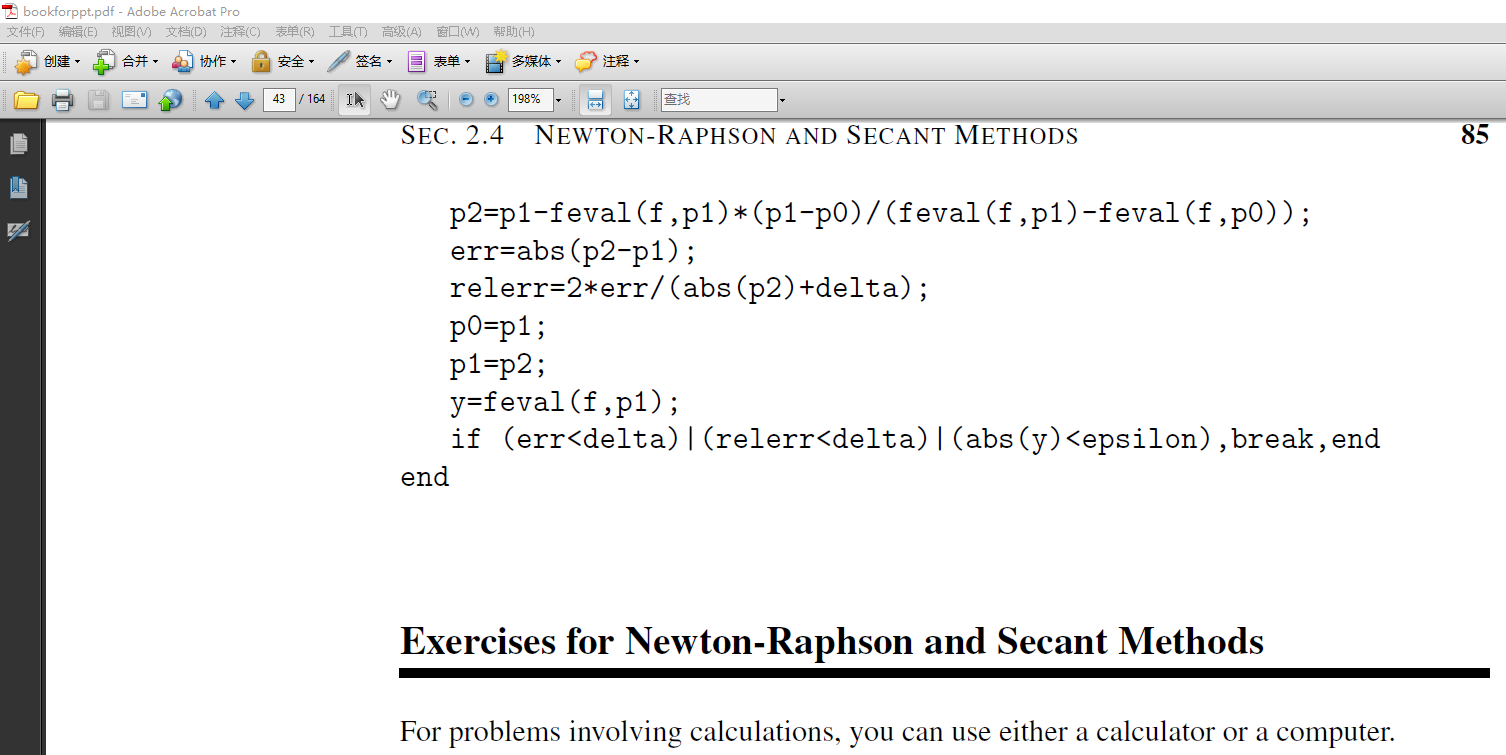 bookforppt.pdf - Adobe Acrobat Pro
文件(F) 编辑(E) 视图(V) 文档(D) 注释(C) 表单(R) 工具(T) 高级(A) 窗口(W) 帮助(H)
创建 合并 协作 安全 签名 表单 多媒体 注释
43 / 164 198% 查找
SEC. 2.4 NEWTON-RAPHSON AND SECANT METHODS 85
p2=p1-feval(f,p1)*(p1-p0)/(feval(f,p1)-feval(f,p0));
err=abs(p2-p1);
relerr=2*err/(abs(p2)+delta);
p0=p1;
p1=p2;
y=feval(f,p1);
if (err<delta)|(relerr<delta)|(abs(y)<epsilon),break,end
end
Exercises for Newton-Raphson and Secant Methods
For problems involving calculations, you can use either a calculator or a computer.